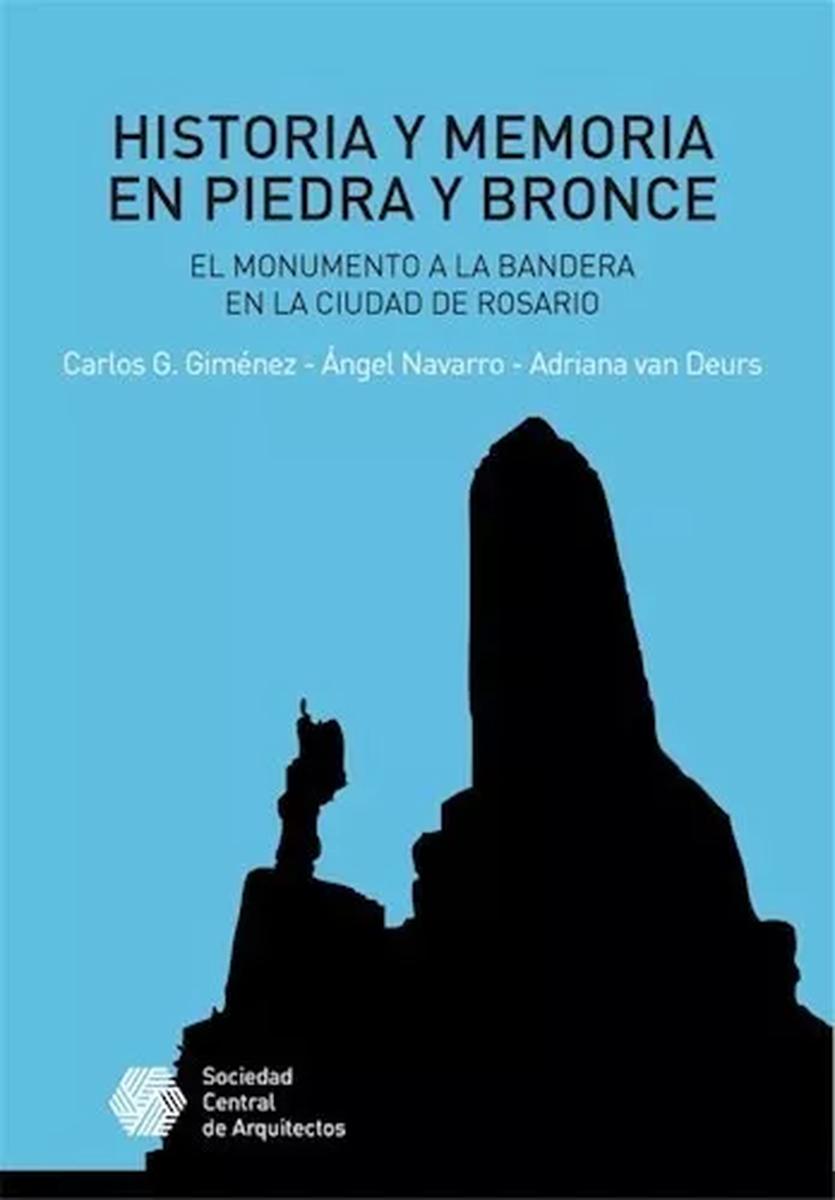 HISTORIA Y MEMORIA
EN PIEDRA Y BRONCE
EL MONUMENTO A LA BANDERA
EN LA CIUDAD DE ROSARIO
Carlos G. Giménez - Ángel Navarro - Adriana van Deurs
Sociedad
Central
de Arquitectos